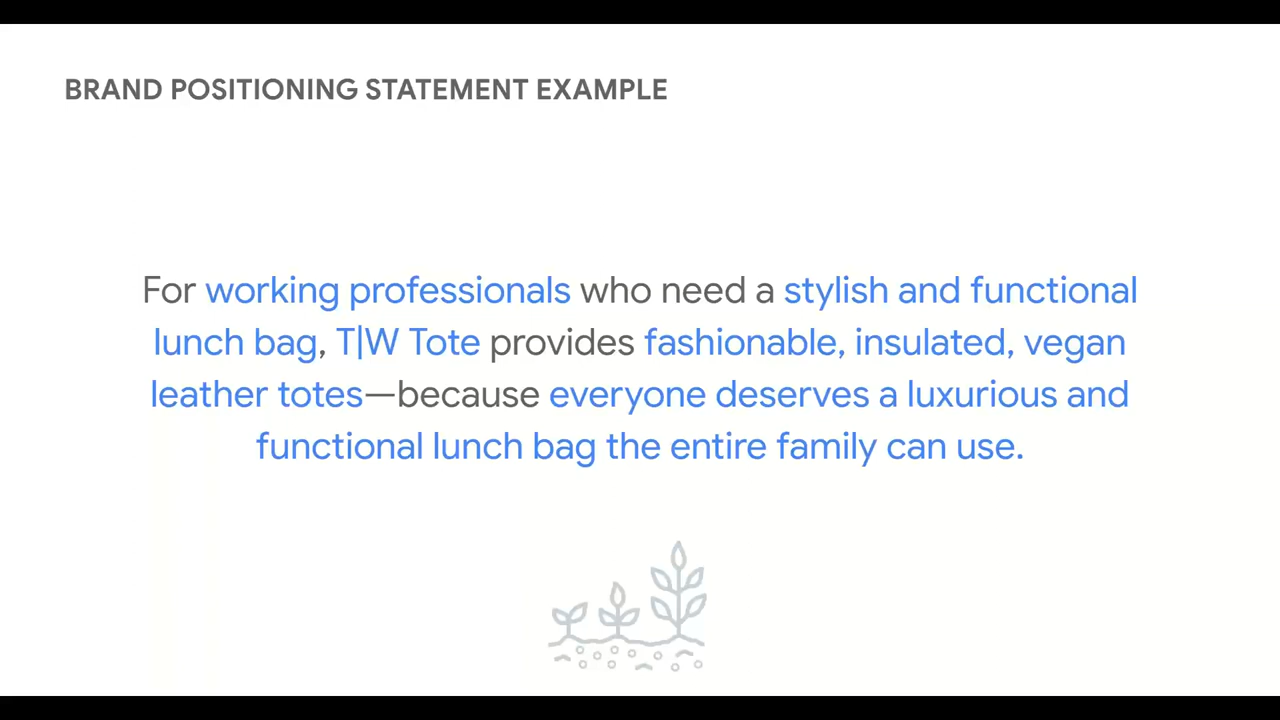 BRAND POSITIONING STATEMENT EXAMPLE
For working professionals who need a stylish and functional
lunch bag, T|W Tote provides fashionable, insulated, vegan
leather totes—because everyone deserves a luxurious and
functional lunch bag the entire family can use.